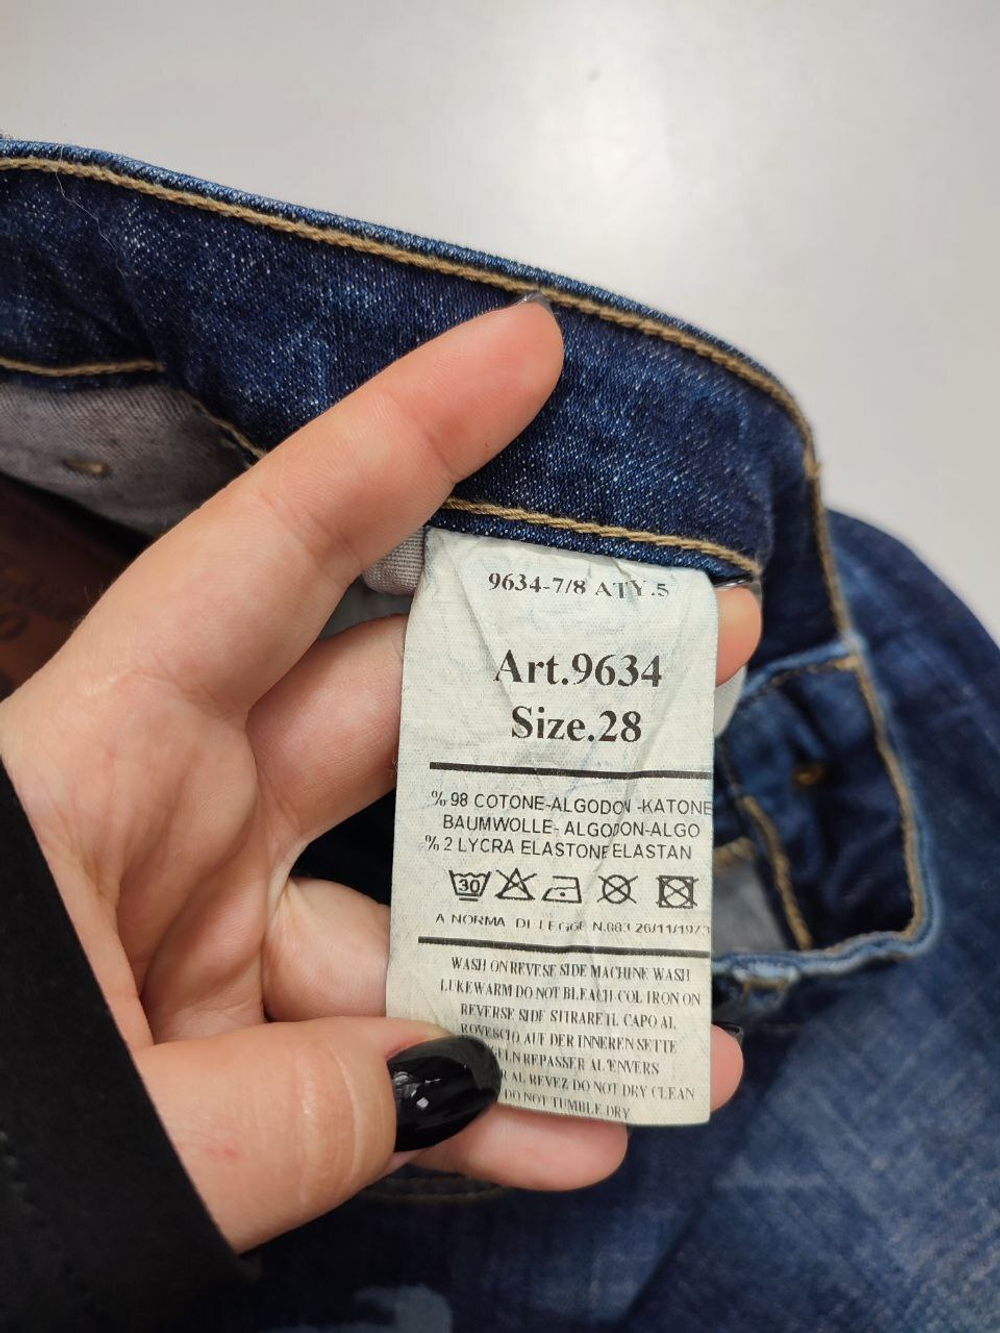 9634-7/8 ATY.5
Art.9634
Size.28
% 98 COTONE-ALGODON -KATONE
BAUMWOLLE- ALGODON-ALGO
% 2 LYCRA ELASTONE ELASTAN
30
A NORMA DI LEGGE N.883 26/11/1973
WASH ON REVESE SIDE MACHINE WASH
LUKEWARM DO NOT BLEACH COL IRON ON
REVERSE SIDE STIRARE IL CAPO AL
ROVESCIO AUF DER INNEREN SETTE
REPASSER AL'ENVERS
AL REVEZ DO NOT DRY CLEAN
DO NOT TUMBLE DRY